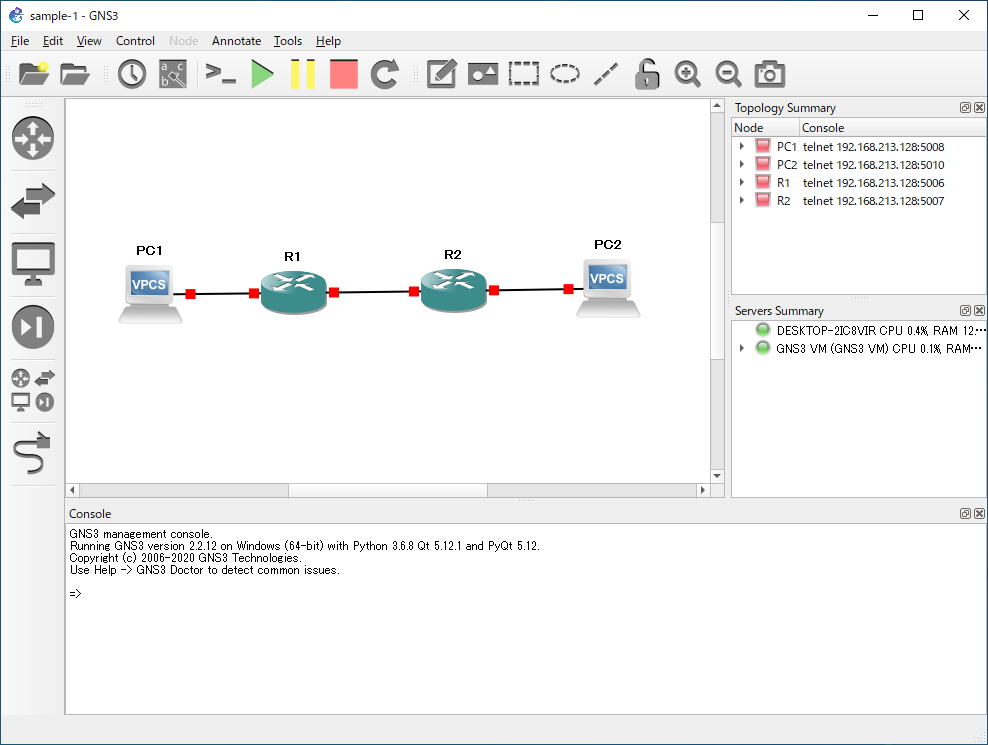 sample-1 - GNS3
File Edit View Control Node Annotate Tools Help
a c
b
Topology Summary
Node Console
PC1 telnet 192.168.213.128:5008
PC2 telnet 192.168.213.128:5010
R1 telnet 192.168.213.128:5006
R2 telnet 192.168.213.128:5007
PC1
VPCS
R1
R2
PC2
VPCS
Servers Summary
DESKTOP-2IC8VIR CPU 0.4%, RAM 12.…
GNS3 VM (GNS3 VM) CPU 0.1%, RAM…
Console
GNS3 management console.
Running GNS3 version 2.2.12 on Windows (64-bit) with Python 3.6.8 Qt 5.12.1 and PyQt 5.12.
Copyright (c) 2006-2020 GNS3 Technologies.
Use Help -> GNS3 Doctor to detect common issues.
=>